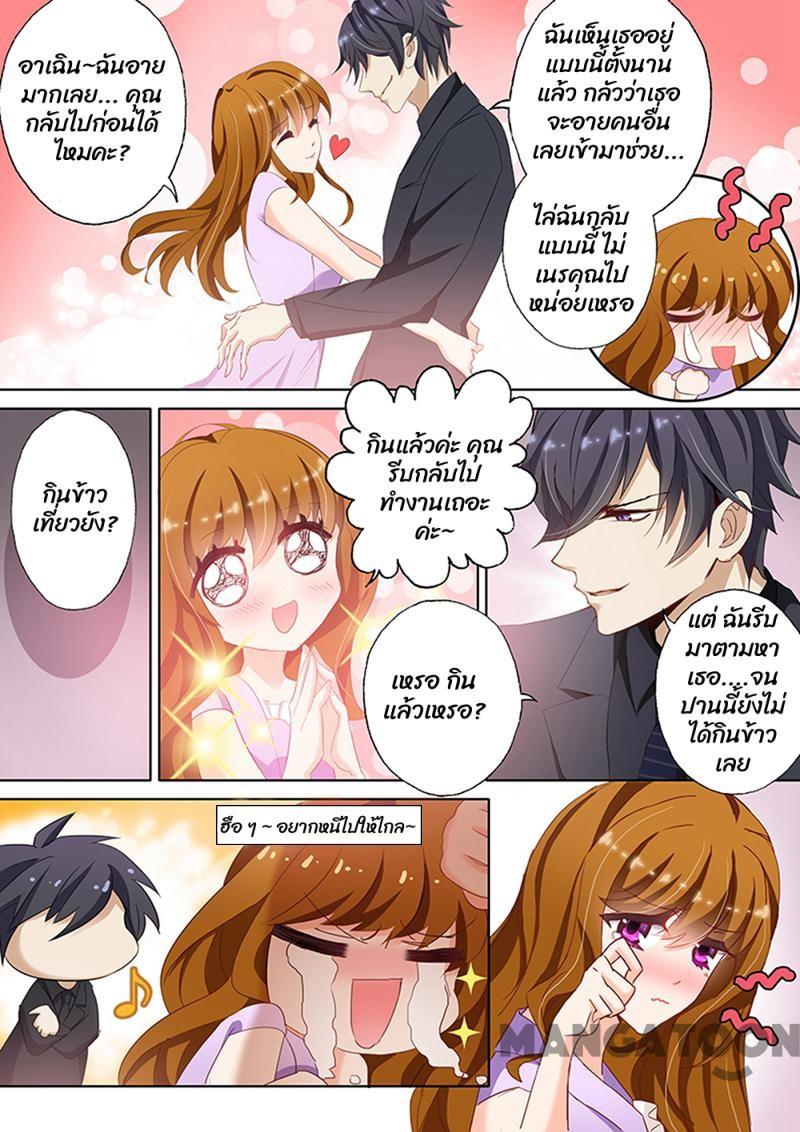 อาเฉิน~ฉันอาย
มากเลย... คุณ
กลับไปก่อนได้
ไหมคะ?
ฉันเห็นเธออยู่
แบบนี้ตั้งนาน
แล้ว กลัวว่าเธอ
จะอายคนอื่น
เลยเข้ามาช่วย...
ไล่ฉันกลับ
แบบนี้ ไม่
เนรคุณไป
หน่อยเหรอ
กินข้าว
เที่ยวยัง?
กินแล้วค่ะ คุณ
รีบกลับไป
ทำงานเถอะ
ค่ะ~
เหรอ กิน
แล้วเหรอ?
แต่ ฉันรีบ
มาตามหา
เธอ....จน
ปานนี้ยังไม่
ได้กินข้าว
เลย
ฮือ ๆ ~ อยากหนีไปให้ไกล~
MANGATOON